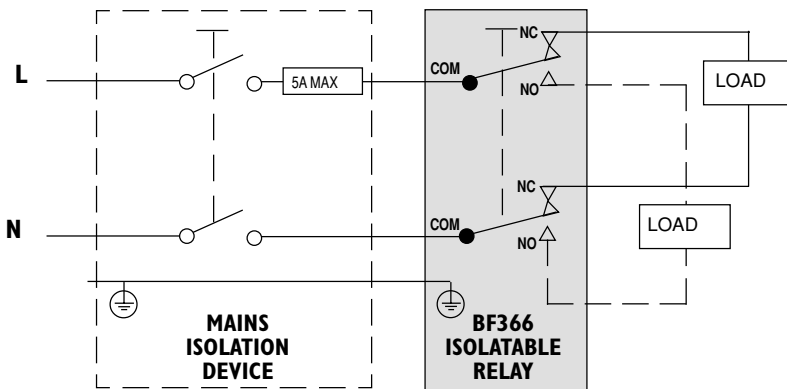 NC
COM
LOAD
L
5A MAX
NO
NC
COM
LOAD
N
NO
MAINS
ISOLATION
DEVICE
BF366
ISOLATABLE
RELAY